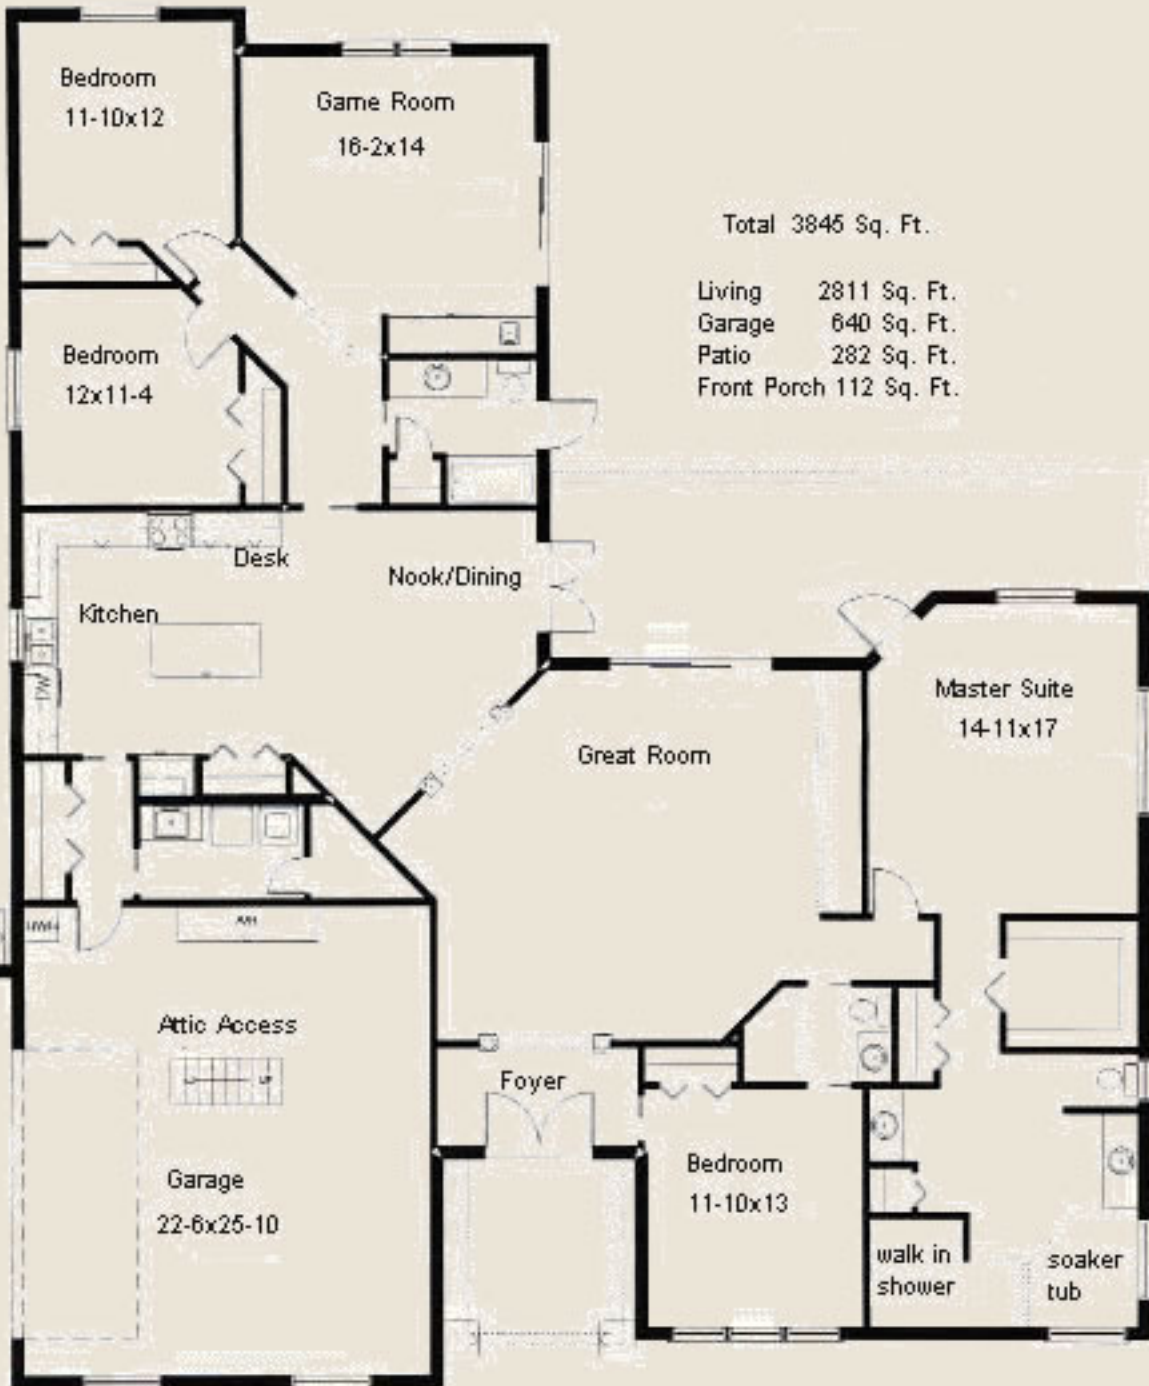 Bedroom
11-10x12
Game Room
16-2x14
Total 3845 Sq. Ft.
Living 2811 Sq. Ft.
Garage 640 Sq. Ft.
Patio 282 Sq. Ft.
Front Porch 112 Sq. Ft.
Bedroom
12x11-4
Desk
Nook/Dining
Kitchen
Master Suite
14-11x17
Great Room
Attic Access
Foyer
Garage
22-6x25-10
Bedroom
11-10x13
walk in
shower
soaker
tub